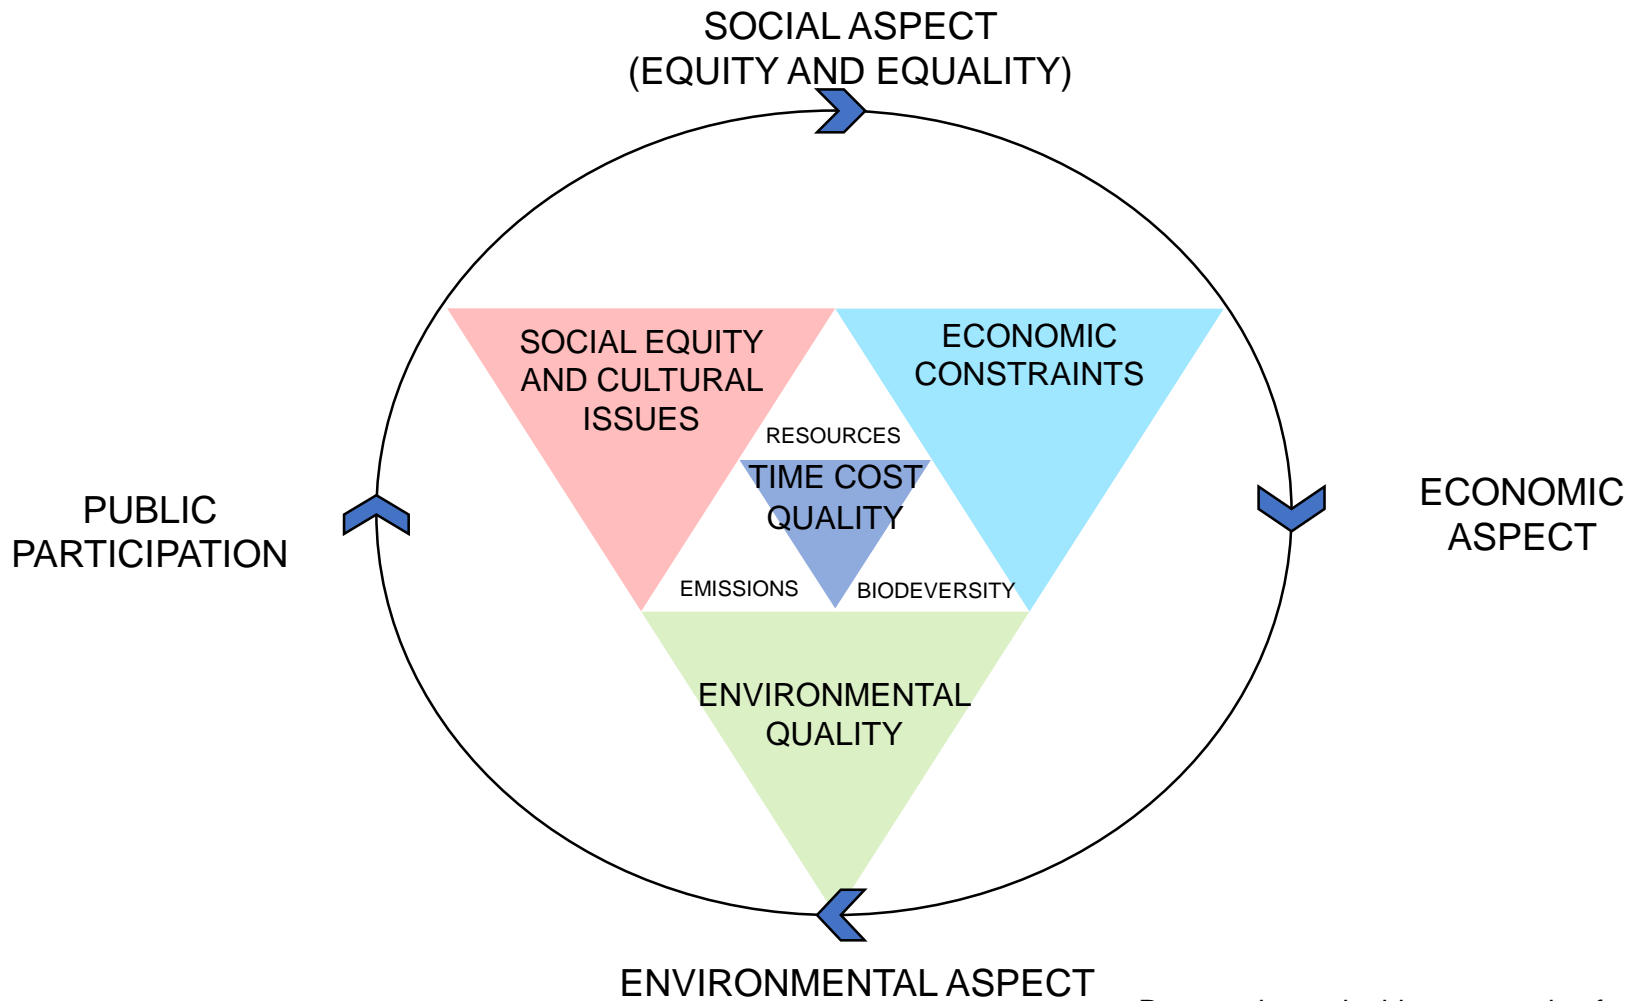 SOCIAL ASPECT
(EQUITY AND EQUALITY)
SOCIAL EQUITY
AND CULTURAL
ISSUES
ECONOMIC
CONSTRAINTS
RESOURCES
TIME COST
QUALITY
PUBLIC
PARTICIPATION
ECONOMIC
ASPECT
EMISSIONS
BIODEVERSITY
ENVIRONMENTAL
QUALITY
ENVIRONMENTAL ASPECT